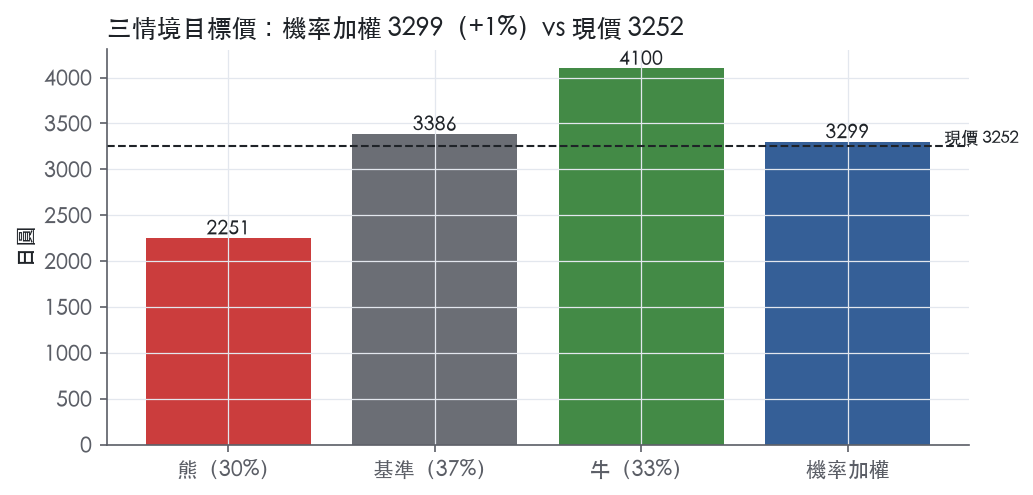 三情境目標價：機率加權 3299（+1%）vs 現價 3252
日圓
4000
3500
3000
2500
2000
1500
1000
500
0
2251
3386
4100
3299
現價 3252
熊（30%）
基準（37%）
牛（33%）
機率加權